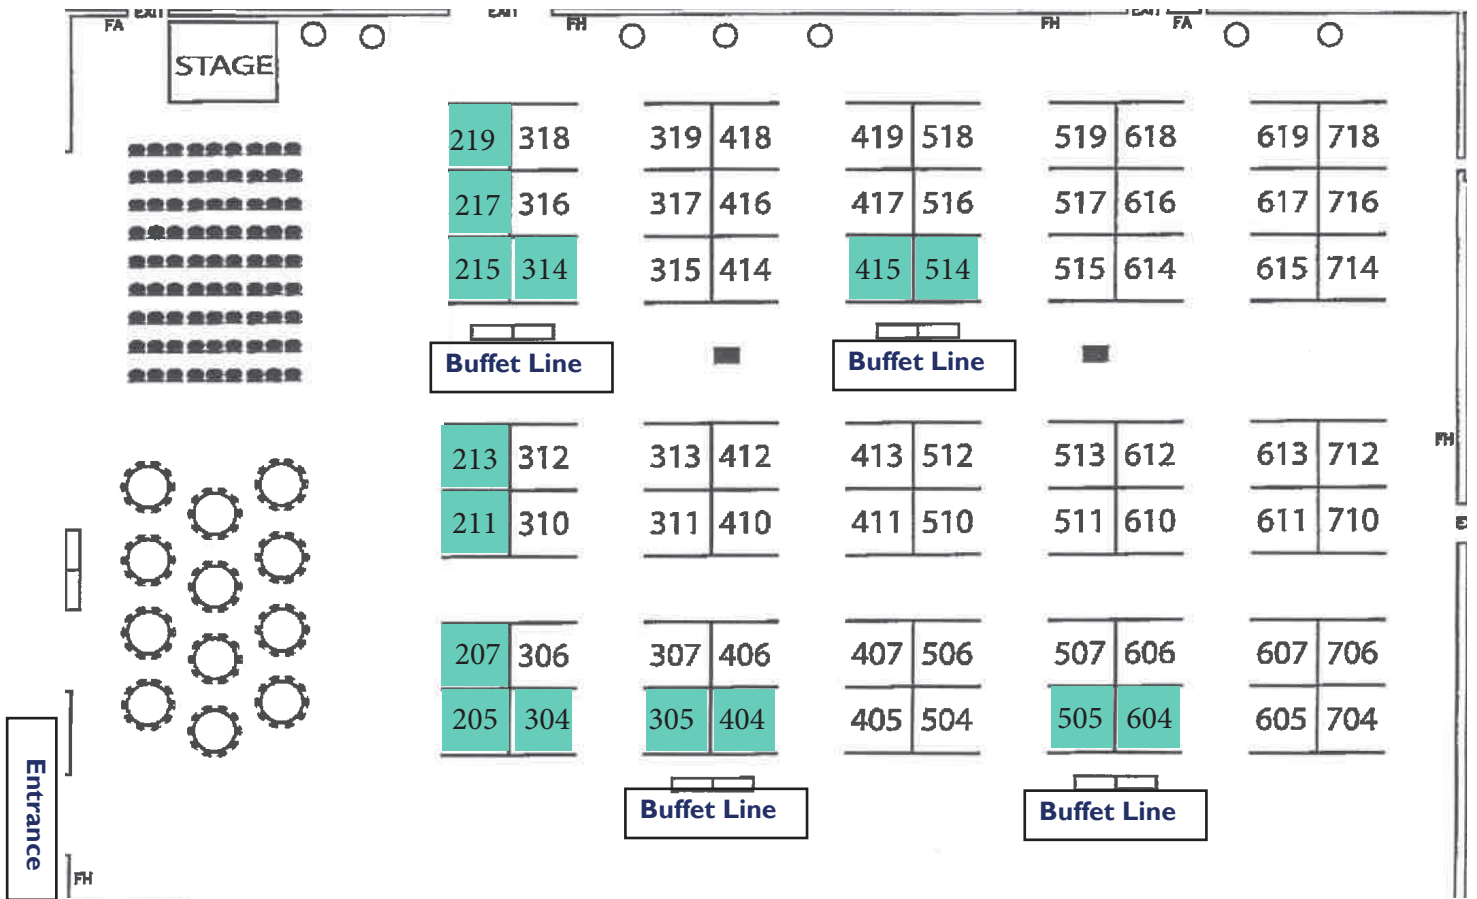 EXIT EXIT EXIT
FA FH FH FA
STAGE
219 318 319 418 419 518 519 618 619 718
217 316 317 416 417 516 517 616 617 716
215 314 315 414 415 514 515 614 615 714
Buffet Line Buffet Line
213 312 313 412 413 512 513 612 613 712
FH
211 310 311 410 411 510 511 610 611 710
207 306 307 406 407 506 507 606 607 706
205 304 305 404 405 504 505 604 605 704
Buffet Line Buffet Line
Entrance
FH